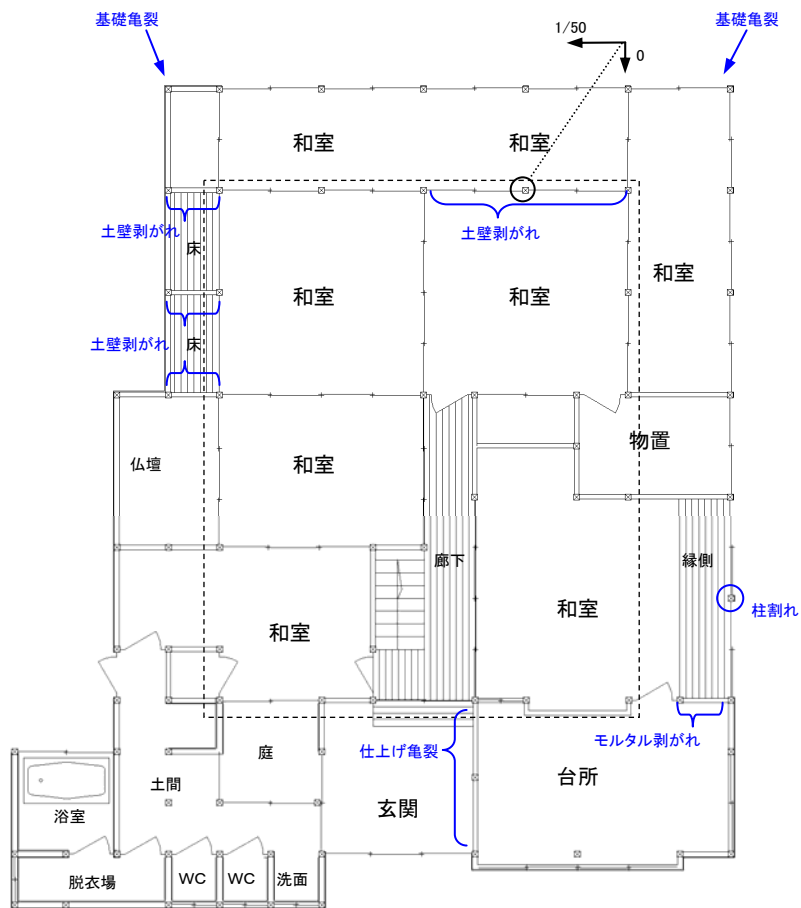 基礎亀裂
基礎亀裂
1/50
0
和室
和室
土壁剥がれ
床
土壁剥がれ
和室
和室
和室
土壁剥がれ
床
仏壇
和室
物置
廊下
縁側
和室
柱割れ
和室
庭
仕上げ亀裂
モルタル剥がれ
土間
台所
浴室
玄関
脱衣場
WC
WC
洗面